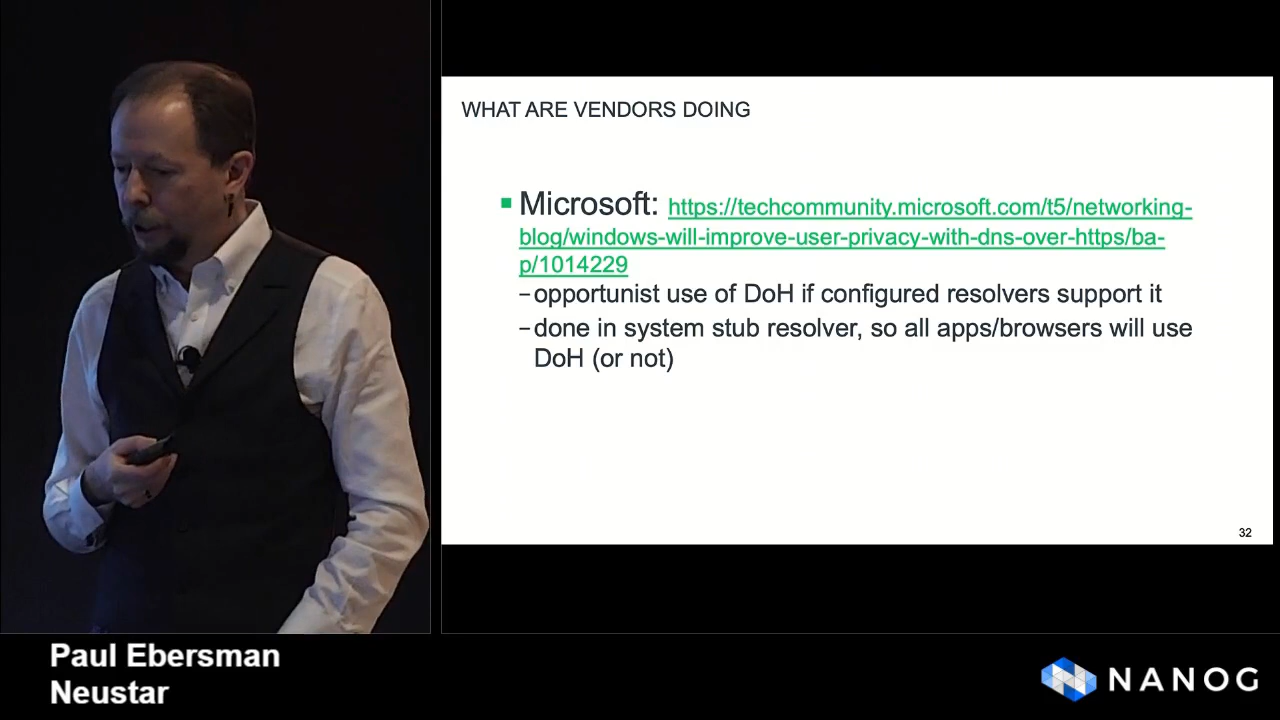 WHAT ARE VENDORS DOING
▪ Microsoft: https://techcommunity.microsoft.com/t5/networking-
blog/windows-will-improve-user-privacy-with-dns-over-https/ba-
p/1014229
–opportunist use of DoH if configured resolvers support it
–done in system stub resolver, so all apps/browsers will use
DoH (or not)
32
Paul Ebersman
Neustar
NANOG